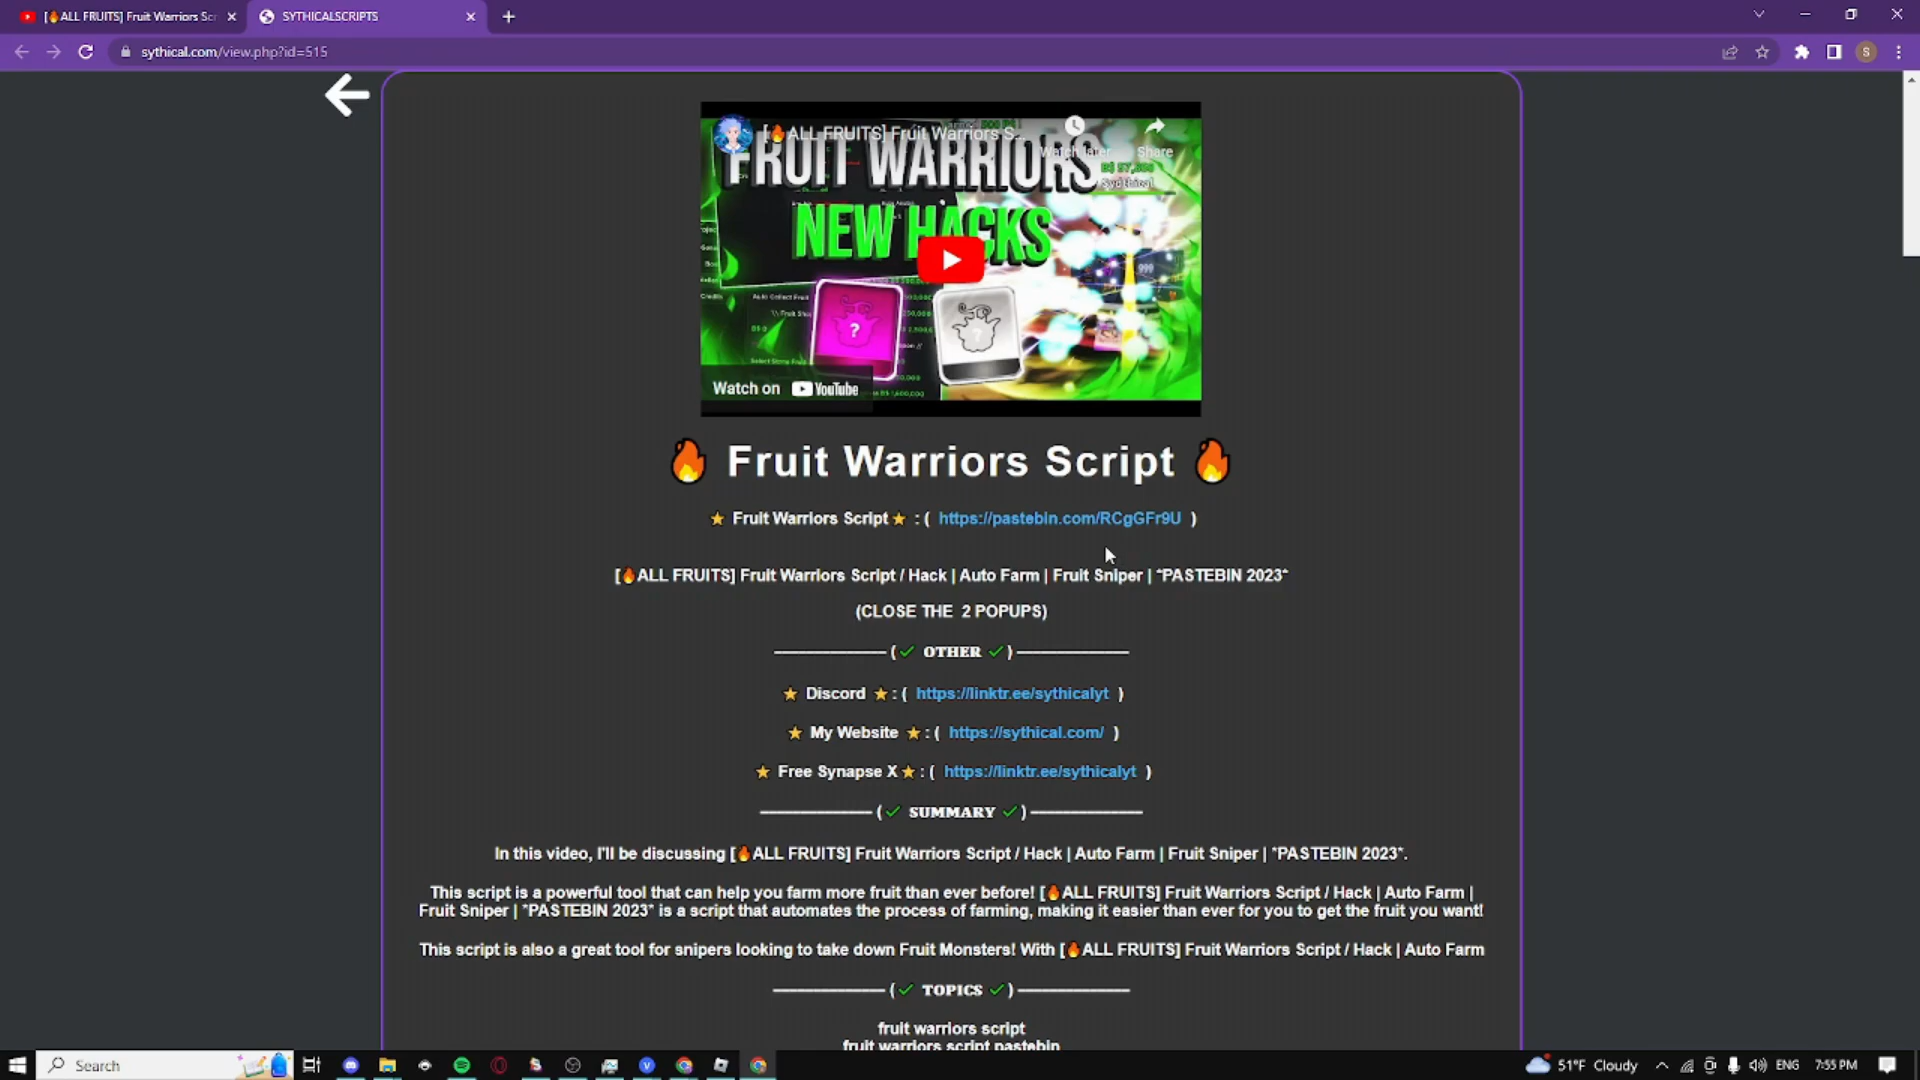 [🔥ALL FRUITS] Fruit Warriors Scr
SYTHICALSCRIPTS
sythical.com/view.php?id=515
S
[🔥ALL FRUITS] Fruit Warriors S...
Watch later
Share
FRUIT WARRIORS
Sydthical
NEW HACKS
999
Auto Collect Fruit
Watch on YouTube
🔥 Fruit Warriors Script 🔥
⭐ Fruit Warriors Script⭐ : ( https://pastebin.com/RCgGFr9U )
[🔥ALL FRUITS] Fruit Warriors Script / Hack | Auto Farm | Fruit Sniper | *PASTEBIN 2023*
(CLOSE THE 2 POPUPS)
——————— (✓ OTHER ✓) ———————
⭐ Discord ⭐: ( https://linktr.ee/sythicalyt )
⭐ My Website ⭐: ( https://sythical.com/ )
⭐ Free Synapse X⭐: ( https://linktr.ee/sythicalyt )
——————— (✓ SUMMARY ✓) ———————
In this video, I'll be discussing [🔥ALL FRUITS] Fruit Warriors Script / Hack | Auto Farm | Fruit Sniper | *PASTEBIN 2023*.
This script is a powerful tool that can help you farm more fruit than ever before! [🔥ALL FRUITS] Fruit Warriors Script / Hack | Auto Farm |
Fruit Sniper | *PASTEBIN 2023* is a script that automates the process of farming, making it easier than ever for you to get the fruit you want!
This script is also a great tool for snipers looking to take down Fruit Monsters! With [🔥ALL FRUITS] Fruit Warriors Script / Hack | Auto Farm
——————— (✓ TOPICS ✓) ———————
fruit warriors script
fruit warriors script pastebin
Search
51°F Cloudy
ENG
7:55 PM